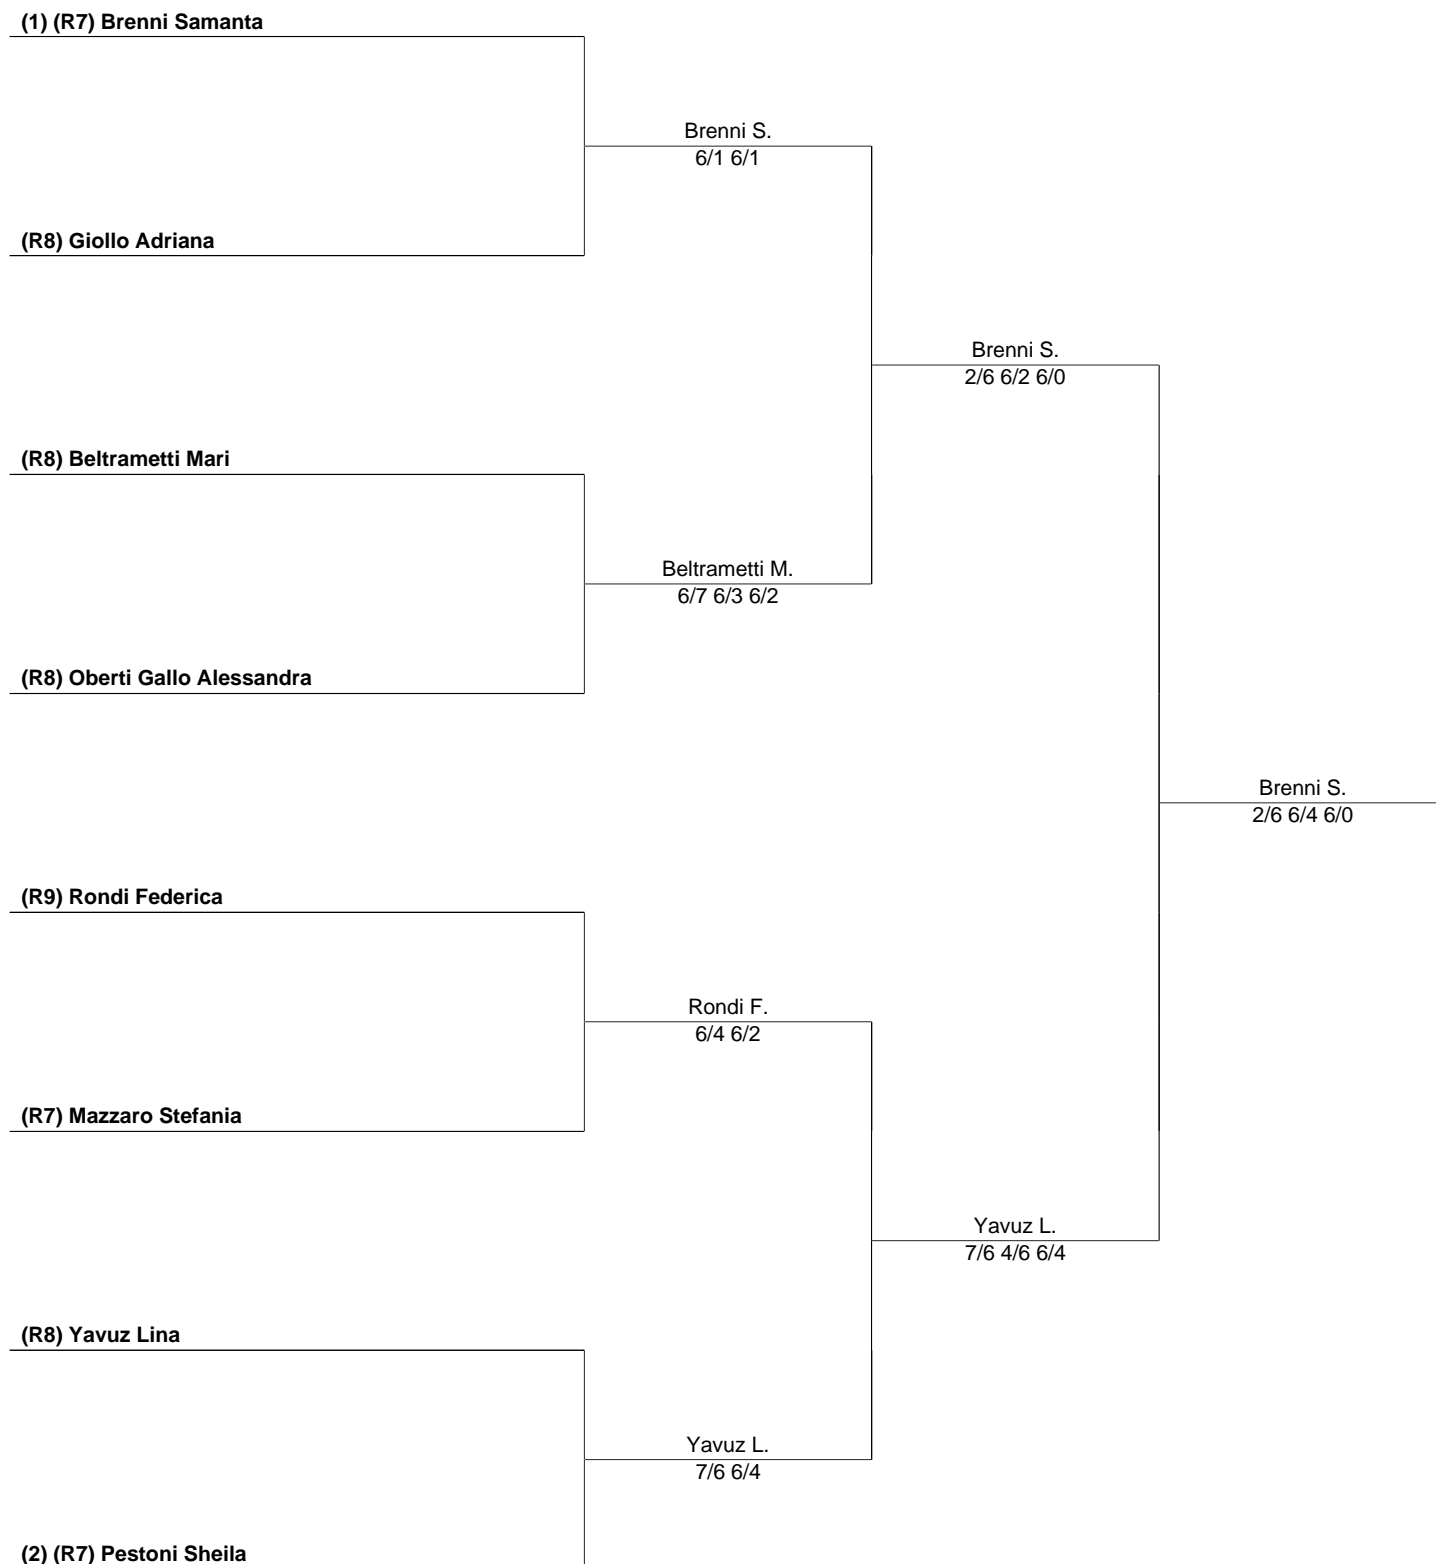 (1) (R7) Brenni Samanta
Brenni S.
6/1 6/1
(R8) Giollo Adriana
Brenni S.
2/6 6/2 6/0
(R8) Beltrametti Mari
Beltrametti M.
6/7 6/3 6/2
(R8) Oberti Gallo Alessandra
Brenni S.
2/6 6/4 6/0
(R9) Rondi Federica
Rondi F.
6/4 6/2
(R7) Mazzaro Stefania
Yavuz L.
7/6 4/6 6/4
(R8) Yavuz Lina
Yavuz L.
7/6 6/4
(2) (R7) Pestoni Sheila